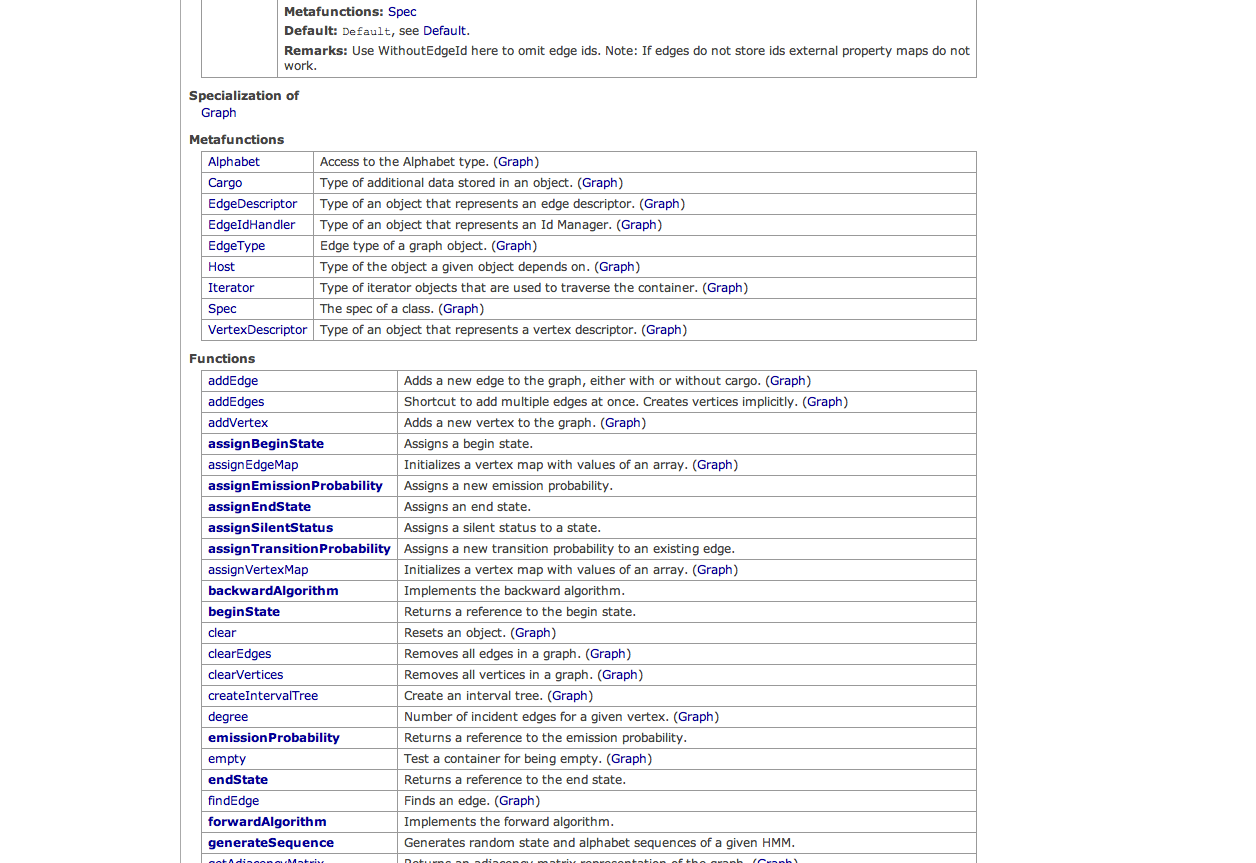 Metafunctions: Spec
Default: Default, see Default.
Remarks: Use WithoutEdgeId here to omit edge ids. Note: If edges do not store ids external property maps do not
work.
Specialization of
Graph
Metafunctions
Alphabet Access to the Alphabet type. (Graph)
Cargo Type of additional data stored in an object. (Graph)
EdgeDescriptor Type of an object that represents an edge descriptor. (Graph)
EdgeIdHandler Type of an object that represents an Id Manager. (Graph)
EdgeType Edge type of a graph object. (Graph)
Host Type of the object a given object depends on. (Graph)
Iterator Type of iterator objects that are used to traverse the container. (Graph)
Spec The spec of a class. (Graph)
VertexDescriptor Type of an object that represents a vertex descriptor. (Graph)
Functions
addEdge Adds a new edge to the graph, either with or without cargo. (Graph)
addEdges Shortcut to add multiple edges at once. Creates vertices implicitly. (Graph)
addVertex Adds a new vertex to the graph. (Graph)
assignBeginState Assigns a begin state.
assignEdgeMap Initializes a vertex map with values of an array. (Graph)
assignEmissionProbability Assigns a new emission probability.
assignEndState Assigns an end state.
assignSilentStatus Assigns a silent status to a state.
assignTransitionProbability Assigns a new transition probability to an existing edge.
assignVertexMap Initializes a vertex map with values of an array. (Graph)
backwardAlgorithm Implements the backward algorithm.
beginState Returns a reference to the begin state.
clear Resets an object. (Graph)
clearEdges Removes all edges in a graph. (Graph)
clearVertices Removes all vertices in a graph. (Graph)
createIntervalTree Create an interval tree. (Graph)
degree Number of incident edges for a given vertex. (Graph)
emissionProbability Returns a reference to the emission probability.
empty Test a container for being empty. (Graph)
endState Returns a reference to the end state.
findEdge Finds an edge. (Graph)
forwardAlgorithm Implements the forward algorithm.
generateSequence Generates random state and alphabet sequences of a given HMM.
getAdjacencyMatrix Returns an adjacency matrix representation of the graph. (Graph)